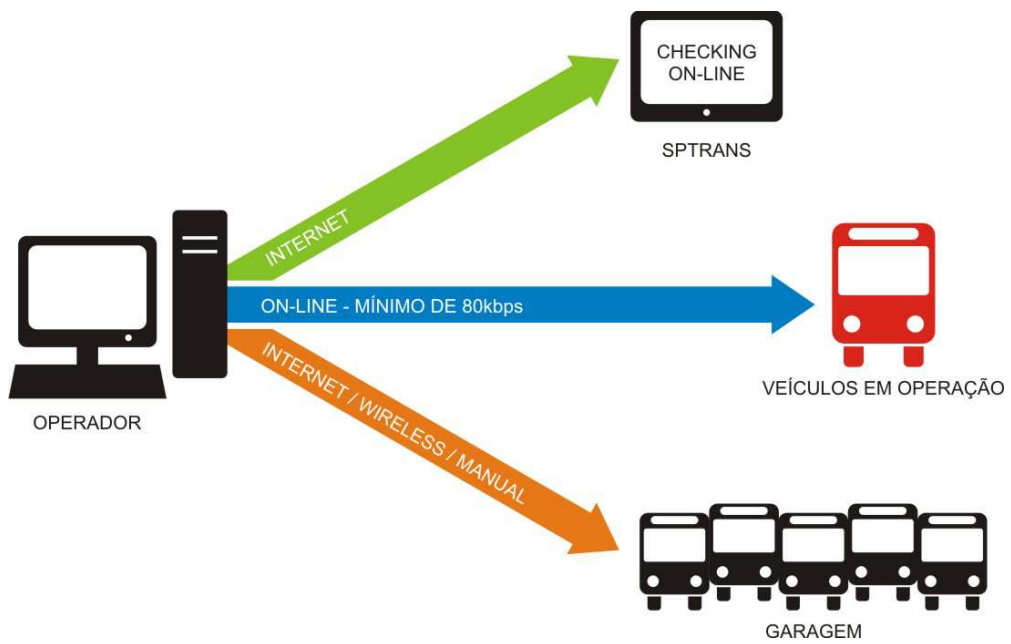 CHECKING
ON-LINE
SPTRANS
INTERNET
ON-LINE - MÍNIMO DE 80kbps
VEÍCULOS EM OPERAÇÃO
OPERADOR
INTERNET / WIRELESS / MANUAL
GARAGEM